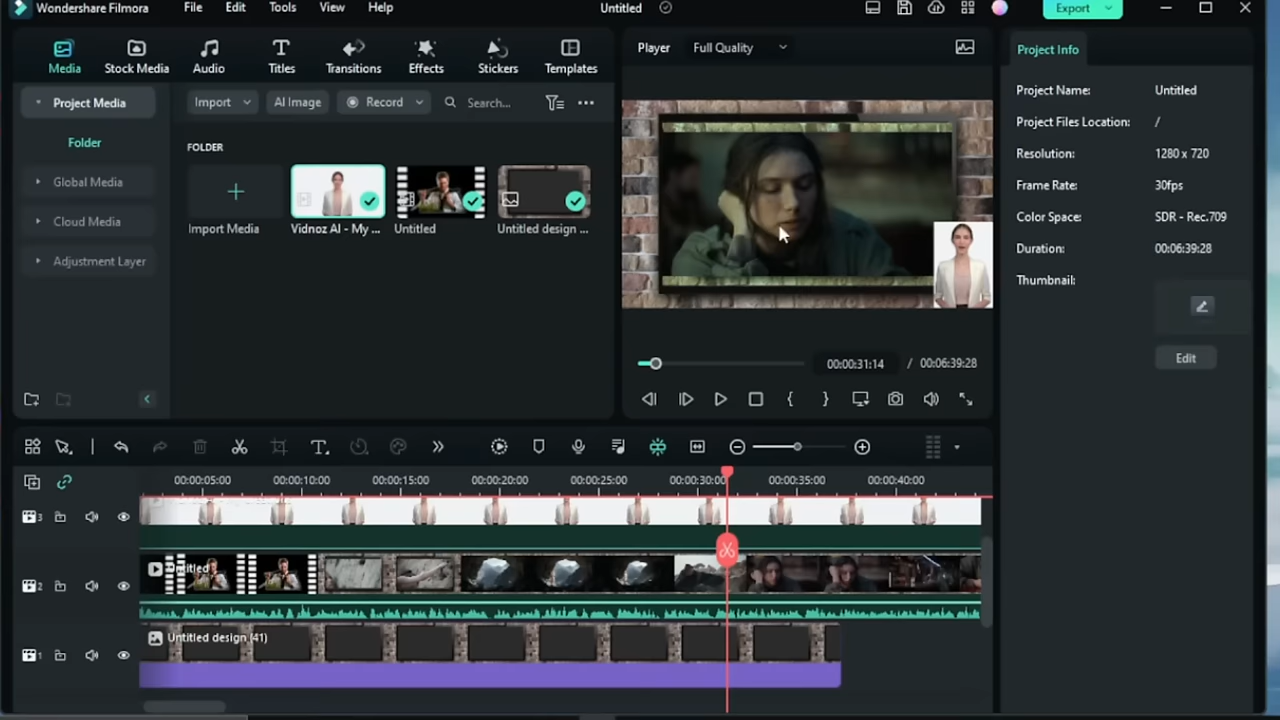 Wondershare Filmora File Edit Tools View Help Untitled Export
Media Stock Media Audio Titles Transitions Effects Stickers Templates
Project Media
Folder
Global Media
Cloud Media
Adjustment Layer
Import AI Image Record Search...
FOLDER
Import Media Vidnoz AI - My ... Untitled Untitled design ...
Player Full Quality
00:00:31:14 / 00:06:39:28
Project Info
Project Name: Untitled
Project Files Location: /
Resolution: 1280 x 720
Frame Rate: 30fps
Color Space: SDR - Rec.709
Duration: 00:06:39:28
Thumbnail:
Edit
00:00:05:00 00:00:10:00 00:00:15:00 00:00:20:00 00:00:25:00 00:00:30:00 00:00:35:00 00:00:40:00
3
2 Untitled
1 Untitled design (41)